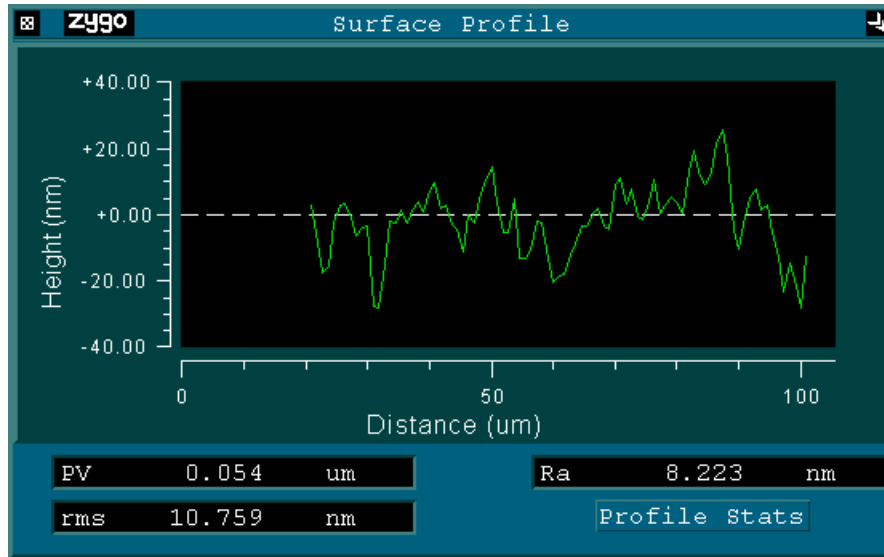 zygo Surface Profile
+40.00
+20.00
+0.00
-20.00
-40.00
Height (nm)
0 50 100
Distance (um)
PV 0.054 um
Ra 8.223 nm
rms 10.759 nm
Profile Stats